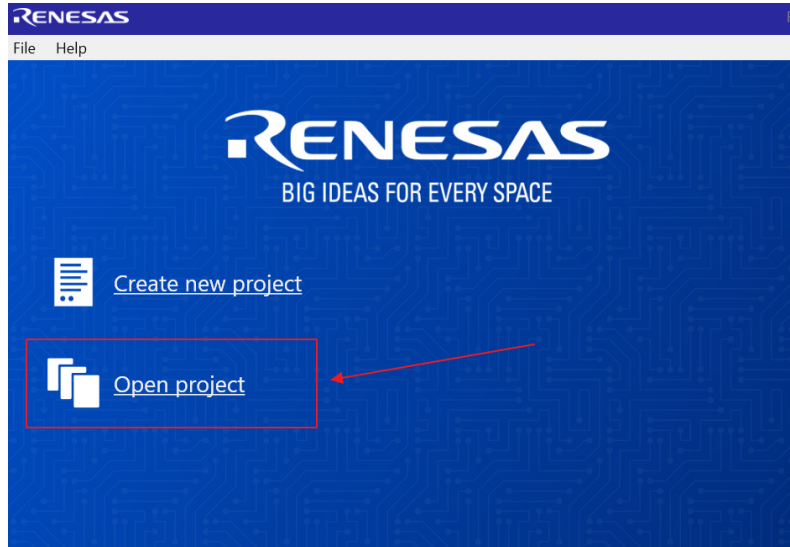 RENESAS
File Help
RENESAS
BIG IDEAS FOR EVERY SPACE
Create new project
Open project